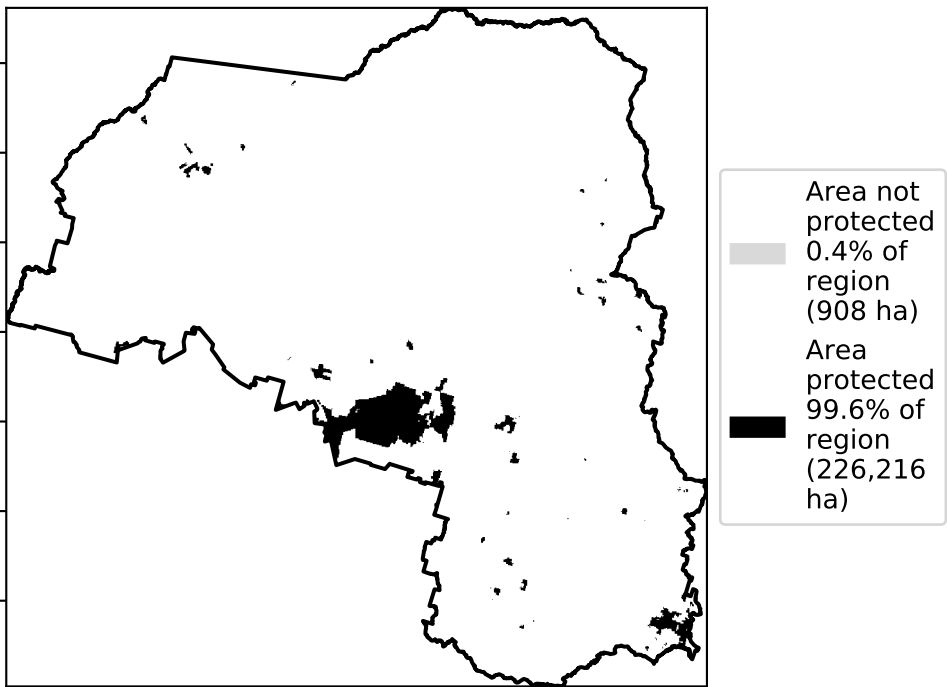 Area not
protected
0.4% of
region
(908 ha)
Area
protected
99.6% of
region
(226,216
ha)